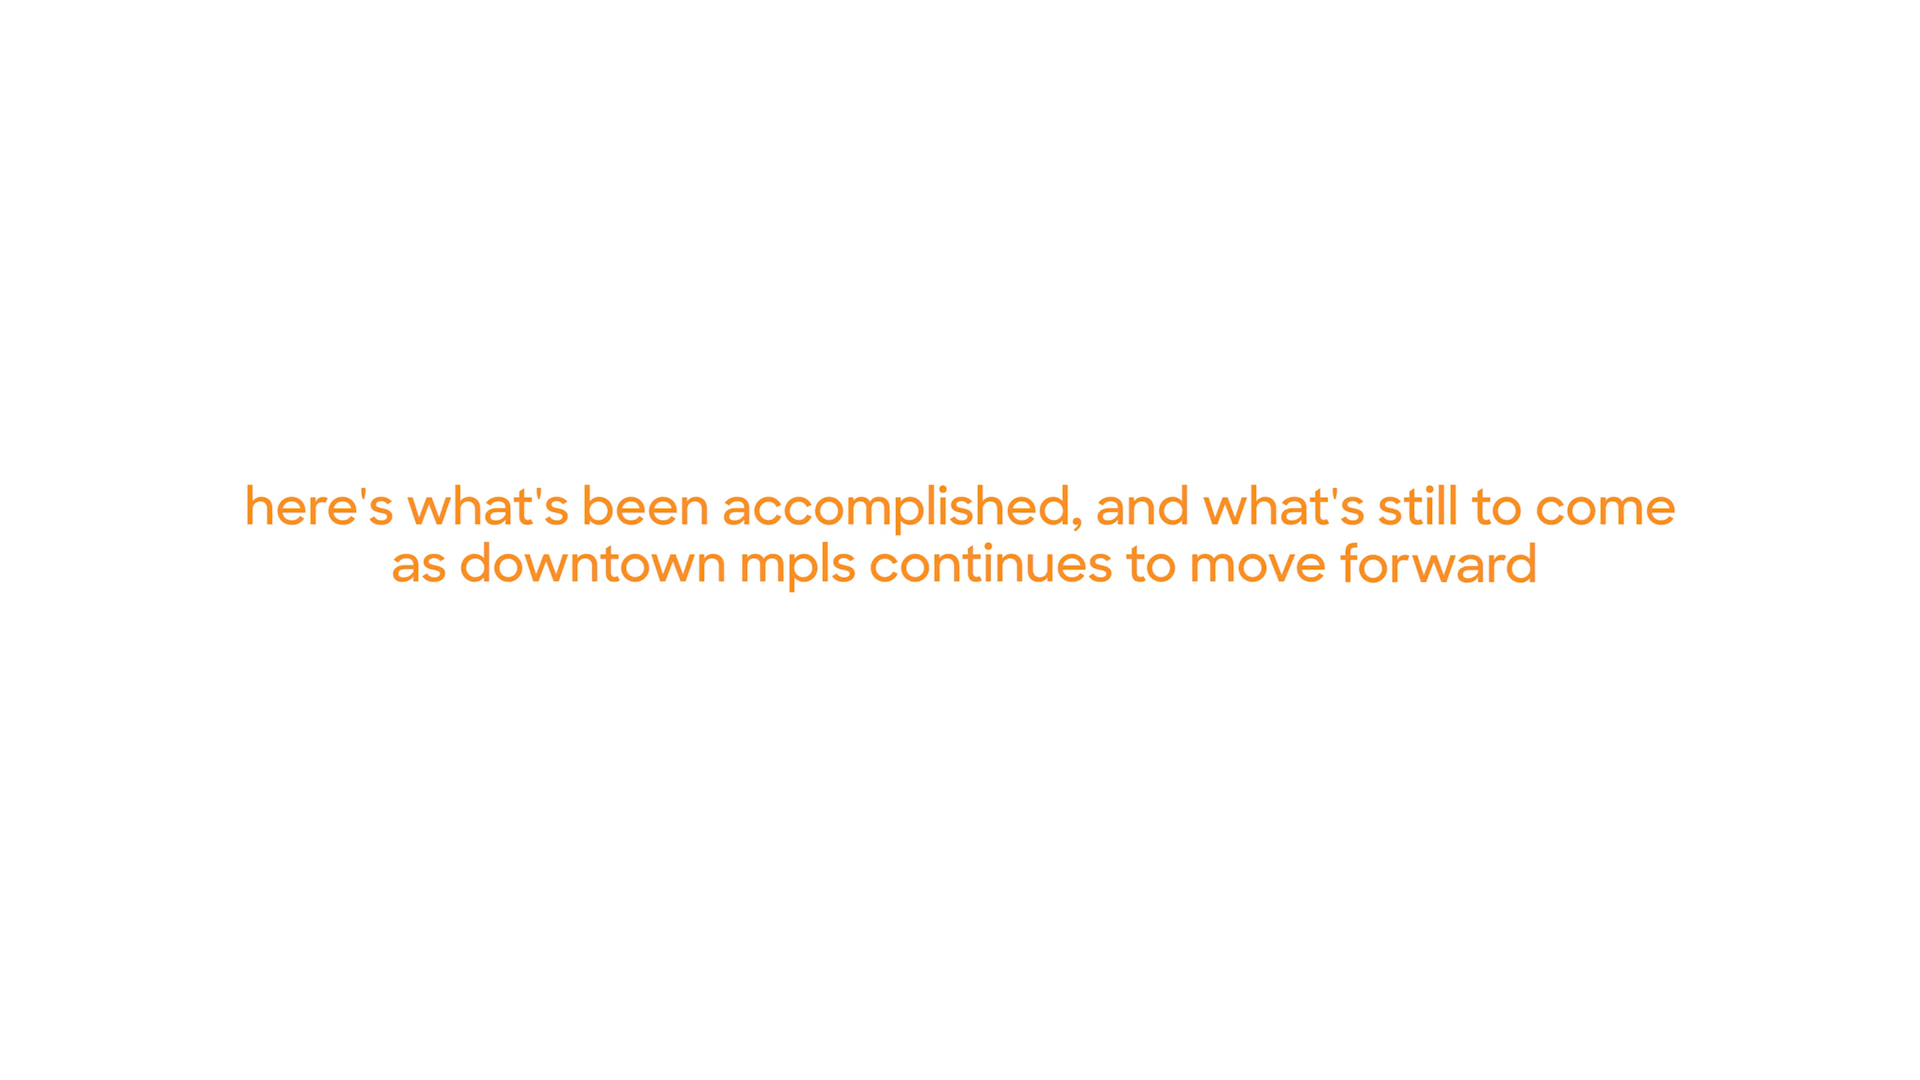 here's what's been accomplished, and what's still to come
as downtown mpls continues to move forward